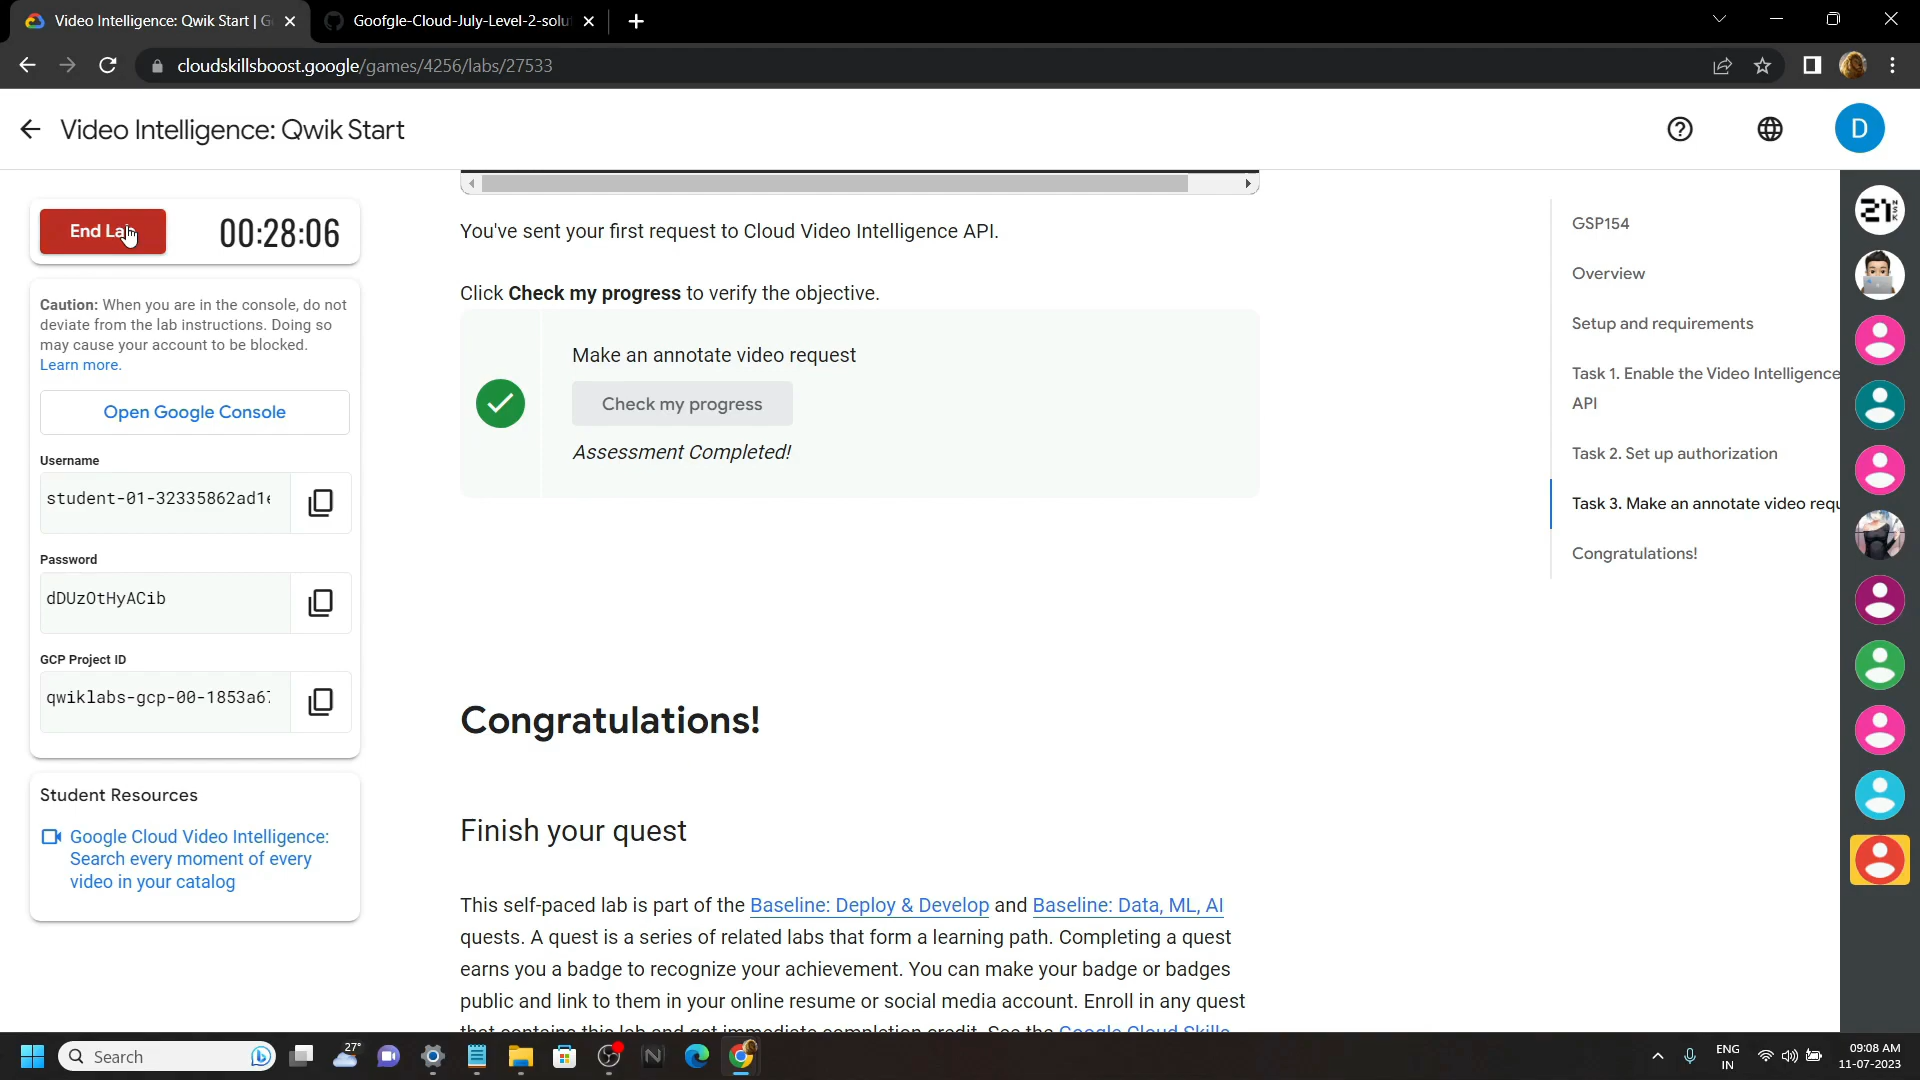 Video Intelligence: Qwik Start | G
Goofgle-Cloud-July-Level-2-solu
cloudskillsboost.google/games/4256/labs/27533
Video Intelligence: Qwik Start
D
End Lab
00:28:06
Caution: When you are in the console, do not
deviate from the lab instructions. Doing so
may cause your account to be blocked.
Learn more.
Open Google Console
Username
student-01-32335862ad1e
Password
dDUzOtHyACib
GCP Project ID
qwiklabs-gcp-00-1853a67
Student Resources
Google Cloud Video Intelligence:
Search every moment of every
video in your catalog
You've sent your first request to Cloud Video Intelligence API.
Click Check my progress to verify the objective.
Make an annotate video request
Check my progress
Assessment Completed!
Congratulations!
Finish your quest
This self-paced lab is part of the Baseline: Deploy & Develop and Baseline: Data, ML, AI
quests. A quest is a series of related labs that form a learning path. Completing a quest
earns you a badge to recognize your achievement. You can make your badge or badges
public and link to them in your online resume or social media account. Enroll in any quest
that contains this lab and get immediate completion credit. See the Google Cloud Skills
GSP154
Overview
Setup and requirements
Task 1. Enable the Video Intelligence
API
Task 2. Set up authorization
Task 3. Make an annotate video requ
Congratulations!
Search
27°
ENG
IN
09:08 AM
11-07-2023